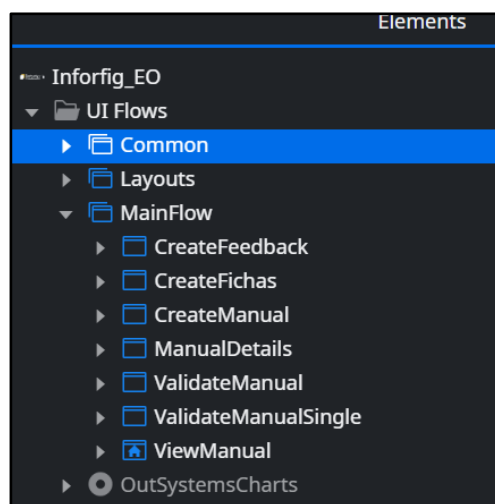 Elements
Inforfig_EO
UI Flows
Common
Layouts
MainFlow
CreateFeedback
CreateFichas
CreateManual
ManualDetails
ValidateManual
ValidateManualSingle
ViewManual
OutSystemsCharts